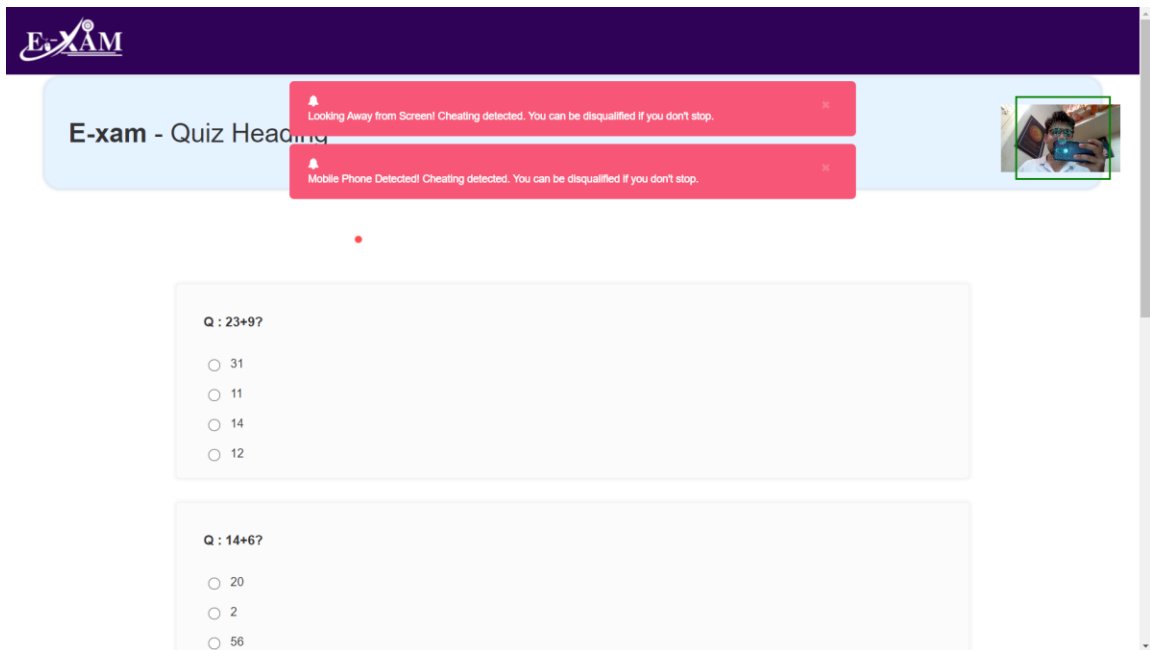 E-XAM
E-xam - Quiz Heading
Looking Away from Screen! Cheating detected. You can be disqualified if you don't stop.
×
Mobile Phone Detected! Cheating detected. You can be disqualified if you don't stop.
×
Q : 23+9?
31
11
14
12
Q : 14+6?
20
2
56